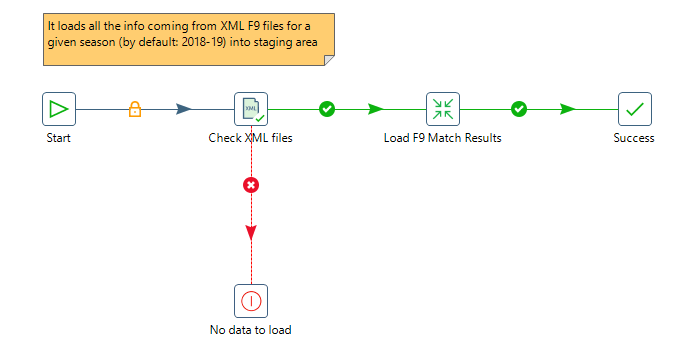 It loads all the info coming from XML F9 files for a
given season (by default: 2018-19) into staging area
XML
Start
Check XML files
Load F9 Match Results
Success
No data to load